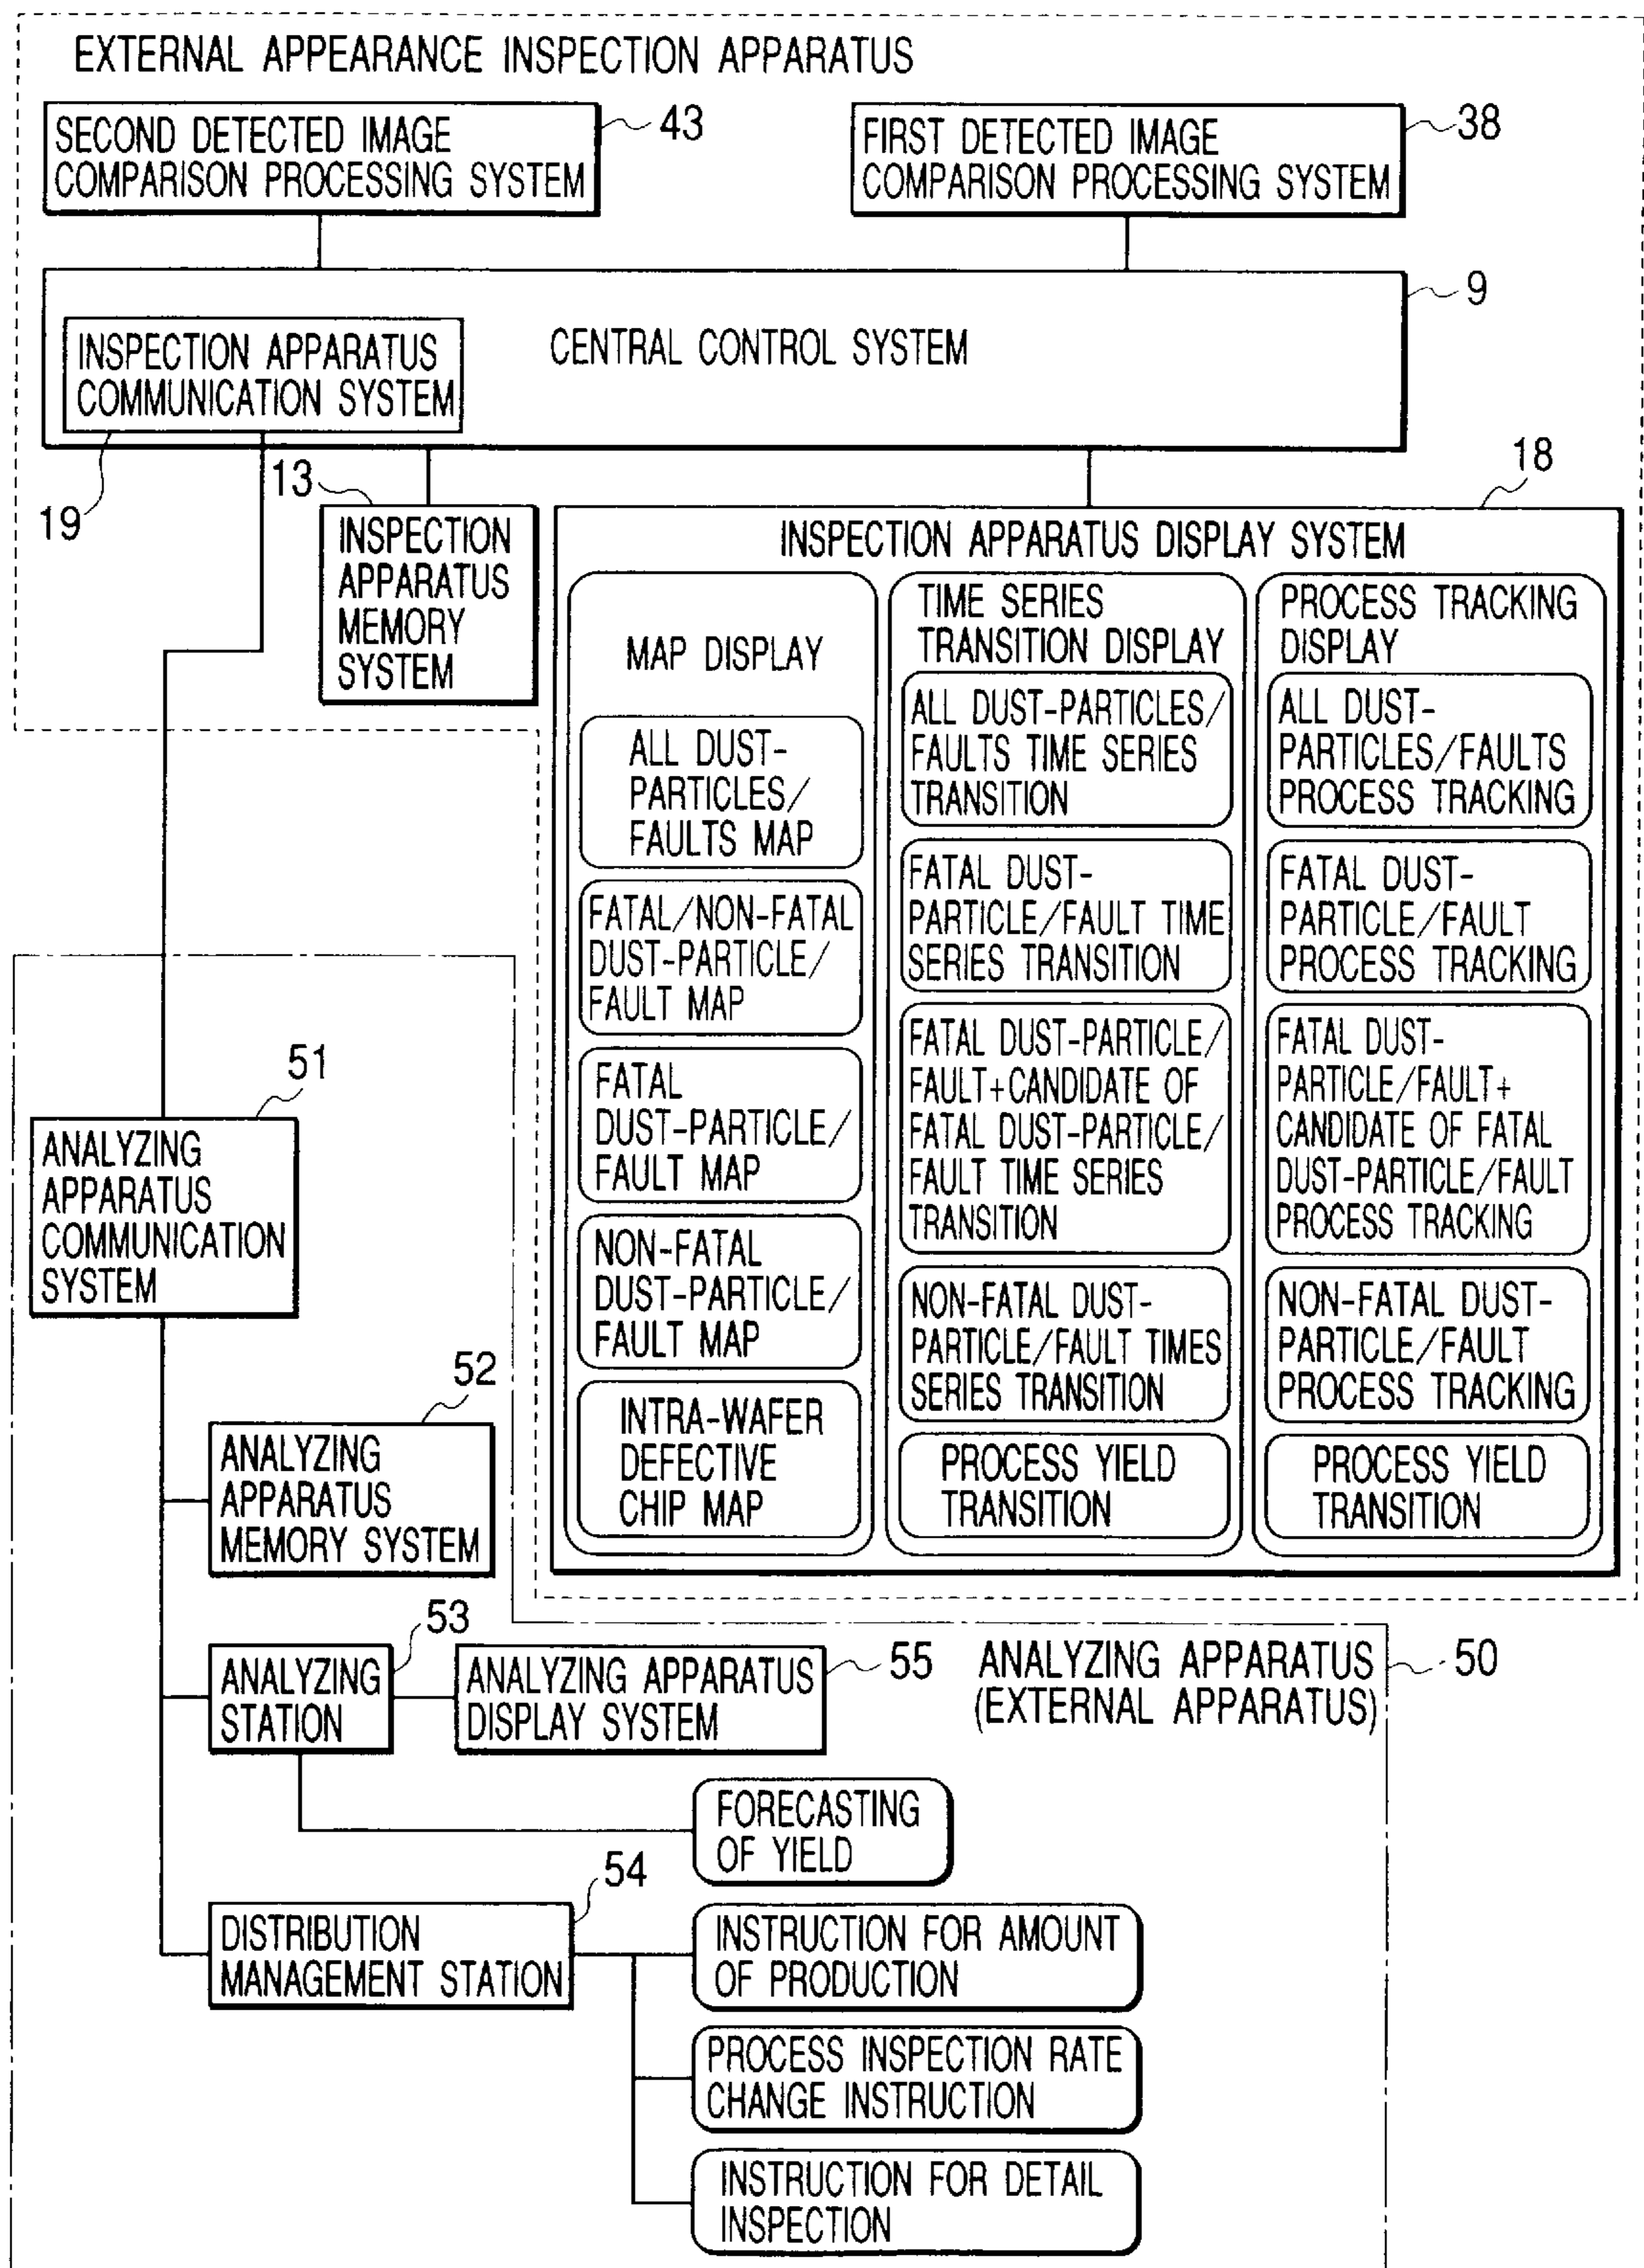 EXTERNAL APPEARANCE INSPECTION APPARATUS
SECOND DETECTED IMAGE
COMPARISON PROCESSING SYSTEM
43
FIRST DETECTED IMAGE
COMPARISON PROCESSING SYSTEM
38
9
INSPECTION APPARATUS
COMMUNICATION SYSTEM
CENTRAL CONTROL SYSTEM
19
13
INSPECTION
APPARATUS
MEMORY
SYSTEM
18
INSPECTION APPARATUS DISPLAY SYSTEM
MAP DISPLAY
ALL DUST-
PARTICLES/
FAULTS MAP
FATAL/NON-FATAL
DUST-PARTICLE/
FAULT MAP
FATAL
DUST-PARTICLE/
FAULT MAP
NON-FATAL
DUST-PARTICLE/
FAULT MAP
INTRA-WAFER
DEFECTIVE
CHIP MAP
TIME SERIES
TRANSITION DISPLAY
ALL DUST-PARTICLES/
FAULTS TIME SERIES
TRANSITION
FATAL DUST-
PARTICLE/FAULT TIME
SERIES TRANSITION
FATAL DUST-PARTICLE/
FAULT+CANDIDATE OF
FATAL DUST-PARTICLE/
FAULT TIME SERIES
TRANSITION
NON-FATAL DUST-
PARTICLE/FAULT TIMES
SERIES TRANSITION
PROCESS YIELD
TRANSITION
PROCESS TRACKING
DISPLAY
ALL DUST-
PARTICLES/FAULTS
PROCESS TRACKING
FATAL DUST-
PARTICLE/FAULT
PROCESS TRACKING
FATAL DUST-
PARTICLE/FAULT+
CANDIDATE OF FATAL
DUST-PARTICLE/FAULT
PROCESS TRACKING
NON-FATAL DUST-
PARTICLE/FAULT
PROCESS TRACKING
PROCESS YIELD
TRANSITION
51
ANALYZING
APPARATUS
COMMUNICATION
SYSTEM
52
ANALYZING
APPARATUS
MEMORY SYSTEM
53
ANALYZING
STATION
ANALYZING APPARATUS
DISPLAY SYSTEM
55
ANALYZING APPARATUS
(EXTERNAL APPARATUS)
50
FORECASTING
OF YIELD
54
DISTRIBUTION
MANAGEMENT STATION
INSTRUCTION FOR AMOUNT
OF PRODUCTION
PROCESS INSPECTION RATE
CHANGE INSTRUCTION
INSTRUCTION FOR DETAIL
INSPECTION